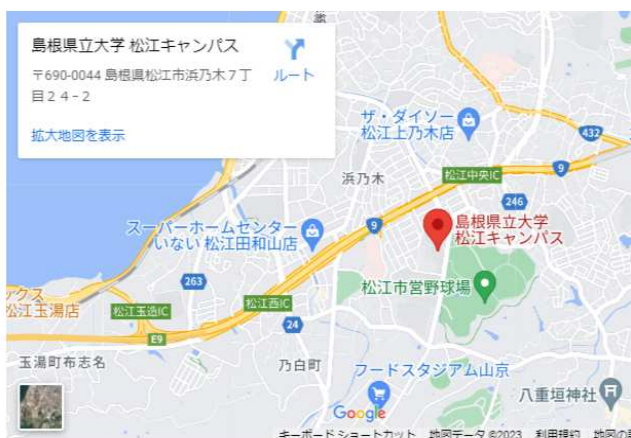 島根県立大学 松江キャンパス
〒690-0044 島根県松江市浜乃木７丁
目２４−２
ルート
拡大地図を表示
ザ・ダイソー
松江上乃木店
432
松江中央IC
9
浜乃木
246
島根県立大学
松江キャンパス
スーパーホームセンター
いない 松江田和山店
9
263
松江市営野球場
ックス
松江玉湯店
松江玉造IC
松江西IC
24
E9
玉湯町布志名
乃白町
フードスタジアム山京
八重垣神社
Google
キーボード ショートカット
地図データ ©2023
利用規約